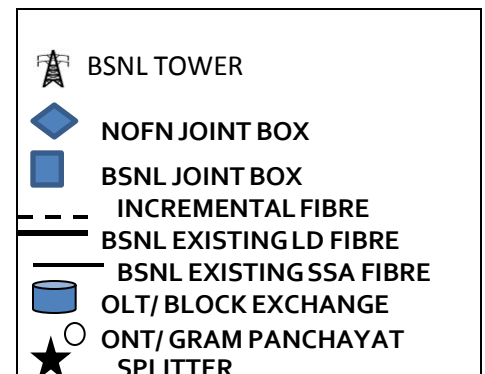 BSNL TOWER
NOFN JOINT BOX
BSNL JOINT BOX
INCREMENTAL FIBRE
BSNL EXISTING LD FIBRE
BSNL EXISTING SSA FIBRE
OLT/ BLOCK EXCHANGE
ONT/ GRAM PANCHAYAT
SPLITTER